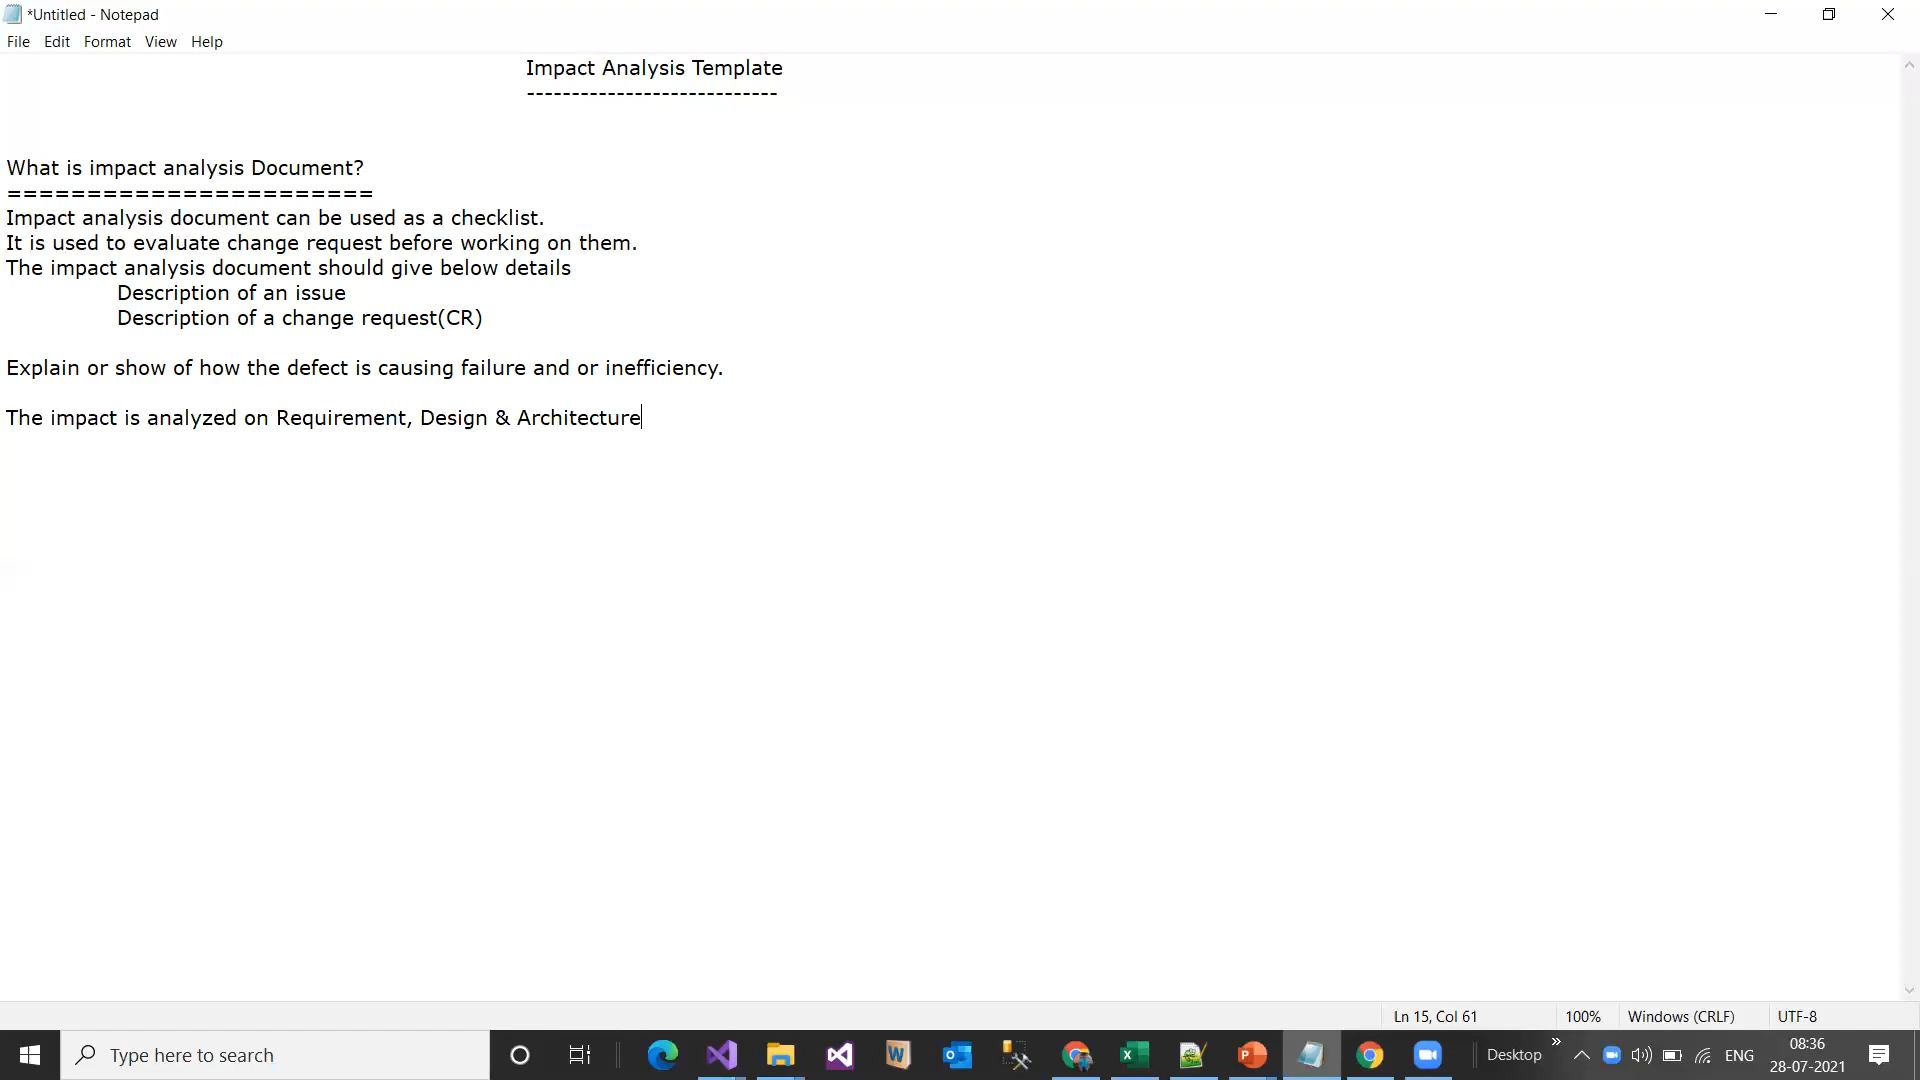 *Untitled - Notepad
File Edit Format View Help
Impact Analysis Template
----------------------------
What is impact analysis Document?
=======================
Impact analysis document can be used as a checklist.
It is used to evaluate change request before working on them.
The impact analysis document should give below details
Description of an issue
Description of a change request(CR)
Explain or show of how the defect is causing failure and or inefficiency.
The impact is analyzed on Requirement, Design & Architecture
Ln 15, Col 61 100% Windows (CRLF) UTF-8
Type here to search Desktop ENG 08:36
28-07-2021